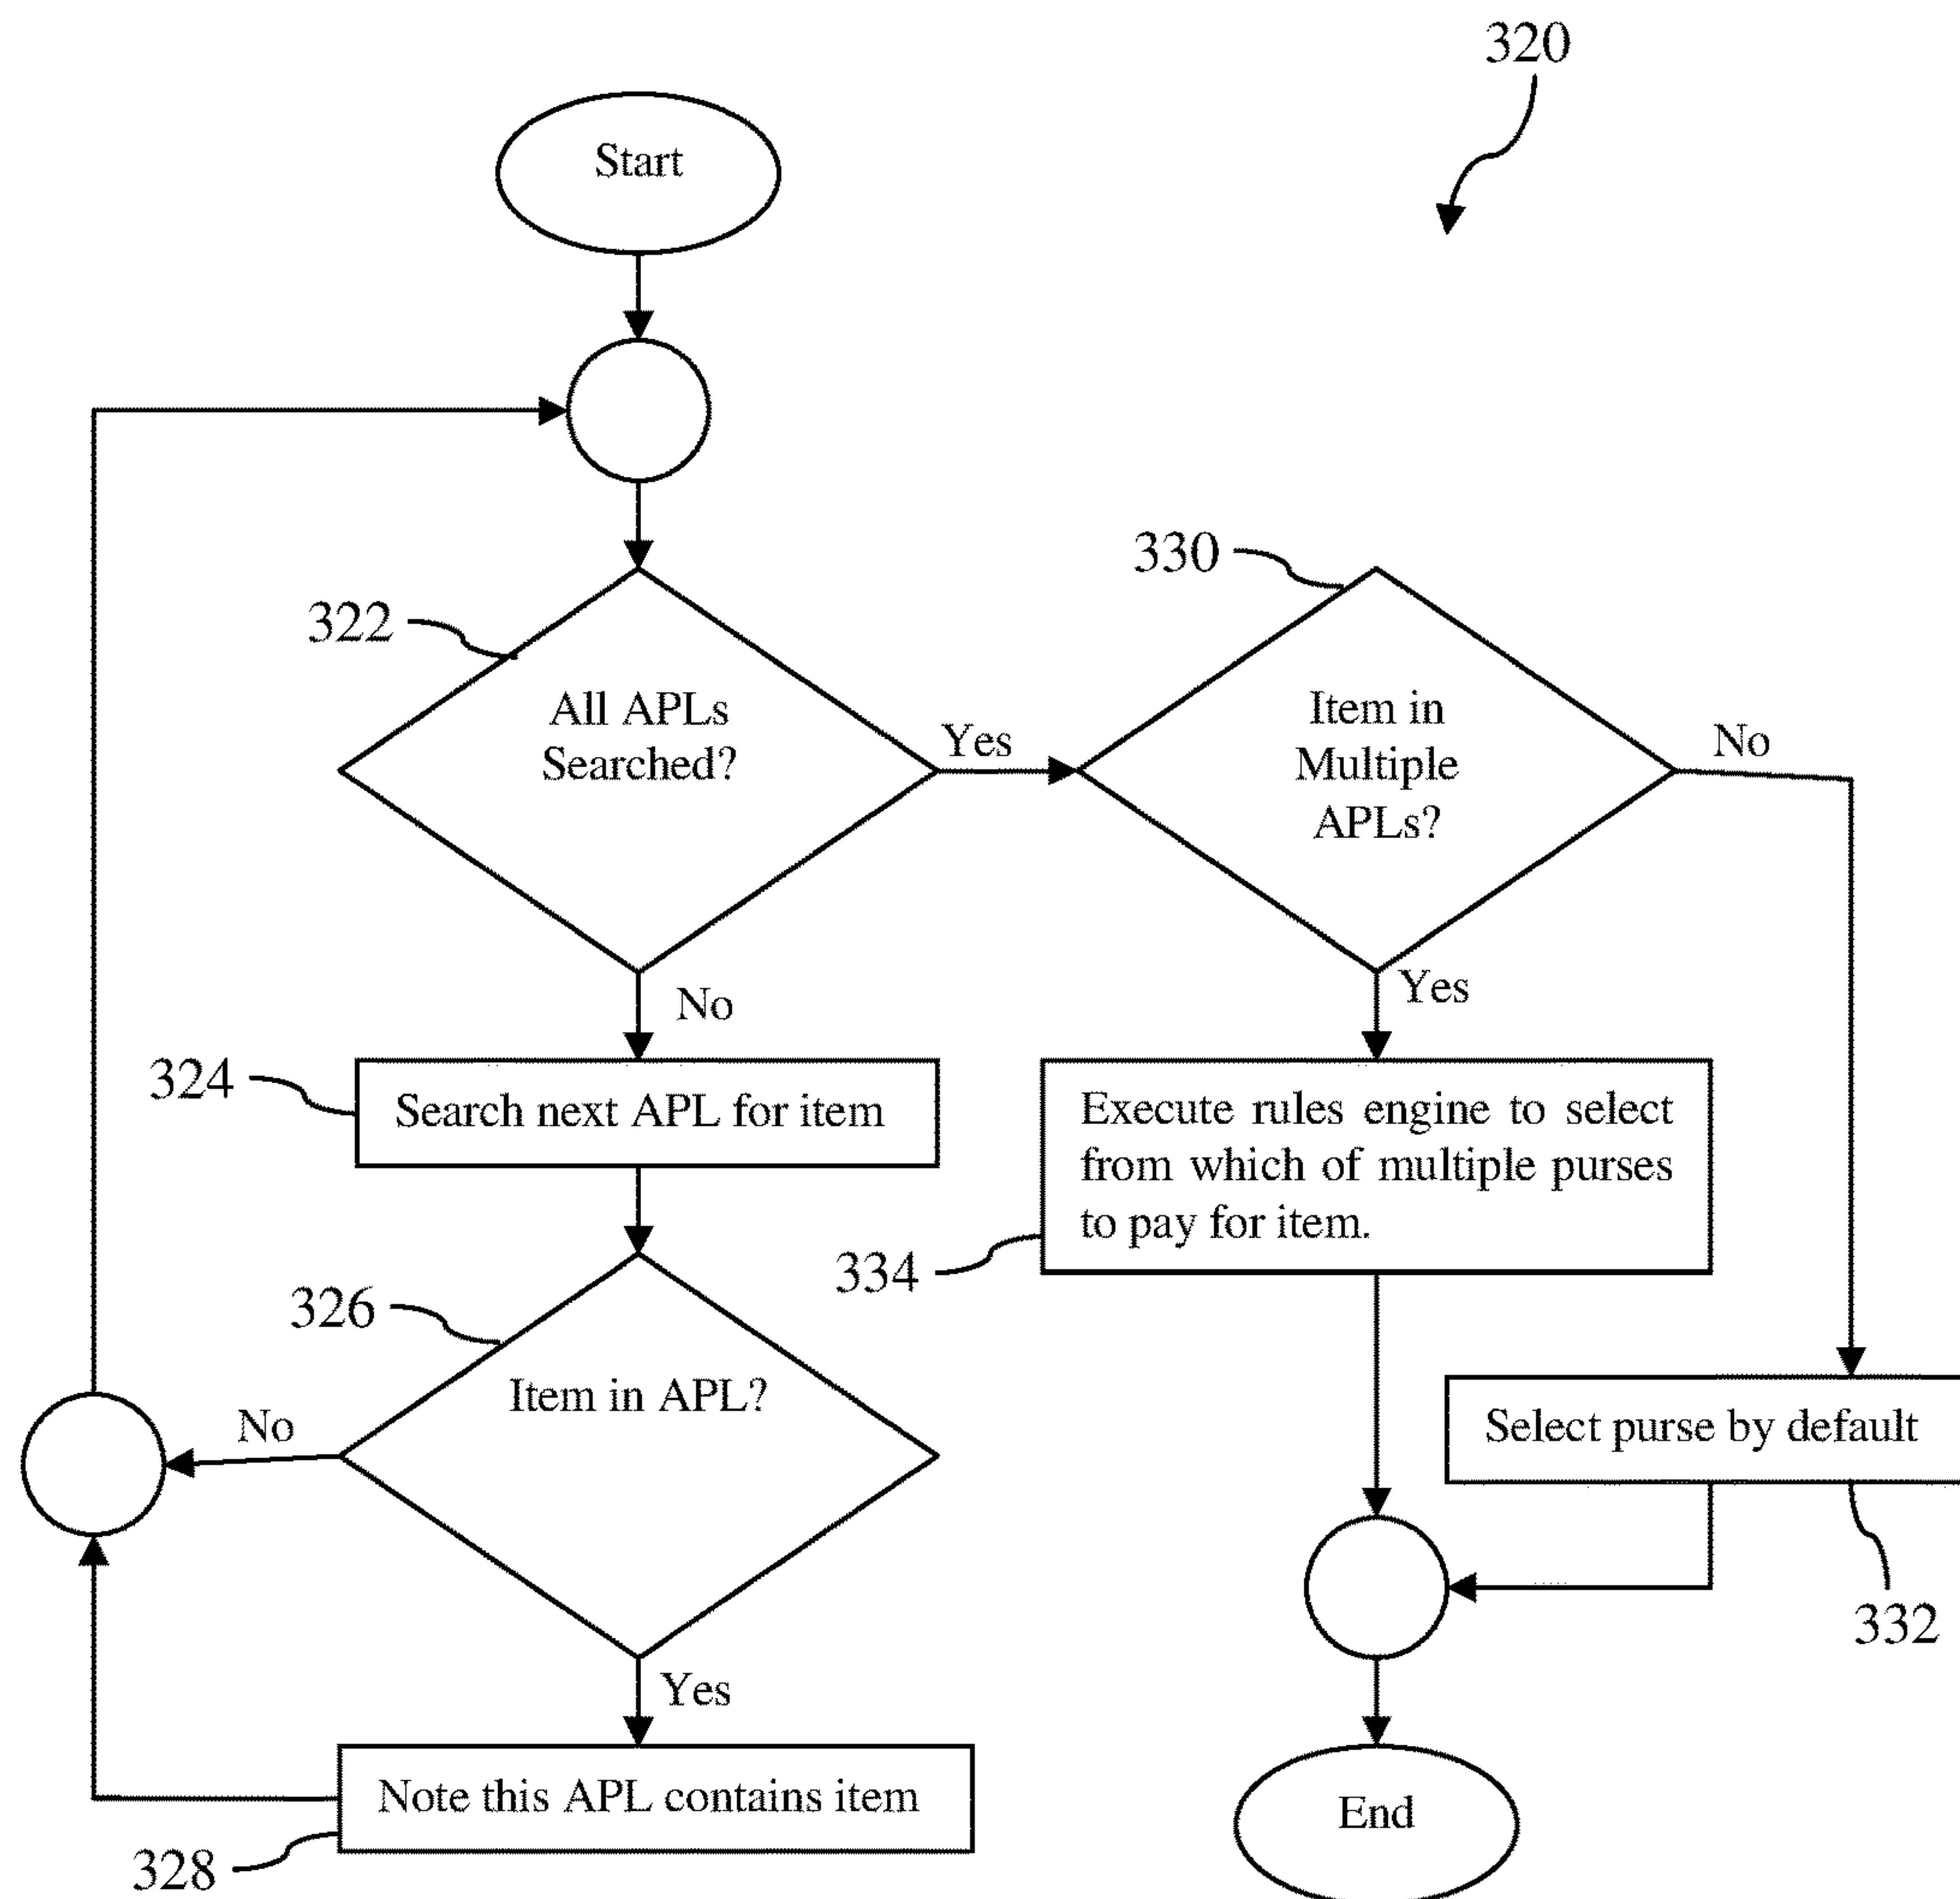 320
Start
322
All APLs
Searched?
Yes
330
Item in
Multiple
APLs?
No
No
Yes
324
Search next APL for item
Execute rules engine to select
from which of multiple purses
to pay for item.
334
326
Item in APL?
No
Select purse by default
332
Yes
Note this APL contains item
328
End